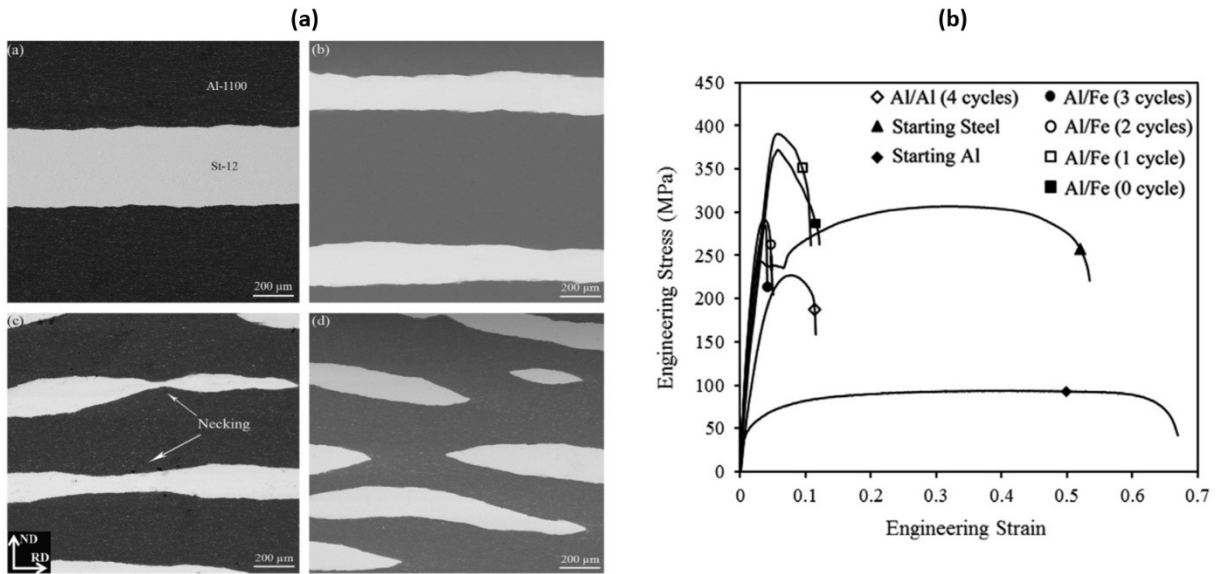 (a)
(b)
(a)
Al-1100
St-12
200 µm
(b)
200 µm
(c)
Necking
ND
RD
200 µm
(d)
200 µm
Engineering Stress (MPa)
450
400
350
300
250
200
150
100
50
0
Al/Al (4 cycles)
Starting Steel
Starting Al
Al/Fe (3 cycles)
Al/Fe (2 cycles)
Al/Fe (1 cycle)
Al/Fe (0 cycle)
0
0.1
0.2
0.3
0.4
0.5
0.6
0.7
Engineering Strain